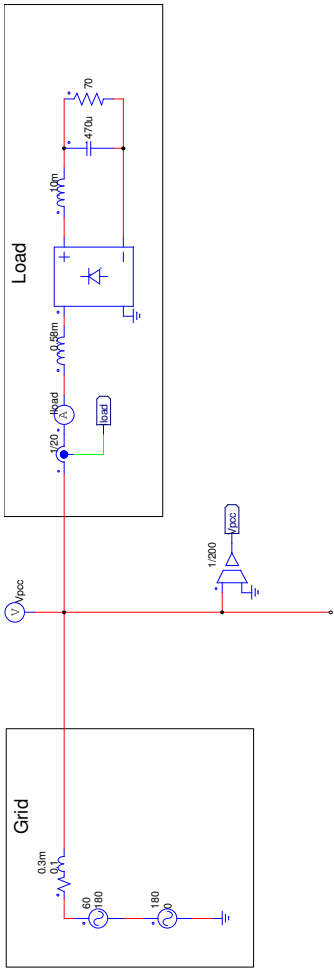 Load
70
470u
10m
0.58m
Iload
A
1/20
Iload
Vpcc
V
1/200
Vpcc
Grid
0.3m
0.1
60
180
180
0